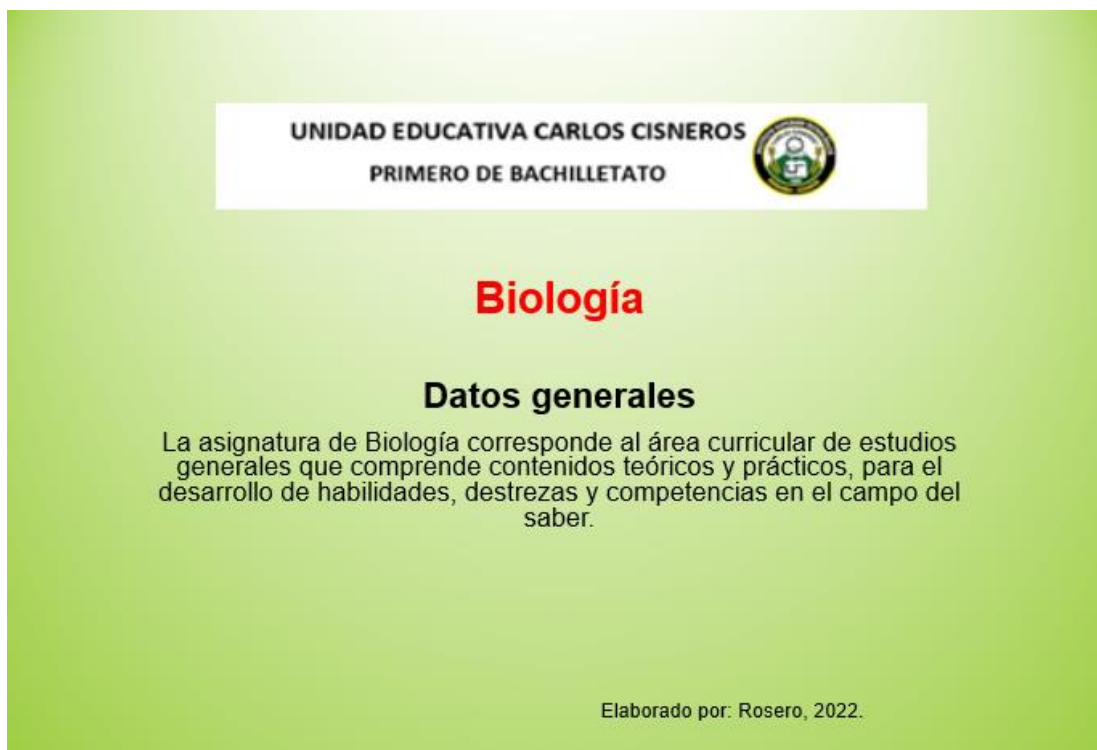 UNIDAD EDUCATIVA CARLOS CISNEROS
PRIMERO DE BACHILLETATO
Biología
Datos generales
La asignatura de Biología corresponde al área curricular de estudios
generales que comprende contenidos teóricos y prácticos, para el
desarrollo de habilidades, destrezas y competencias en el campo del
saber.
Elaborado por: Rosero, 2022.